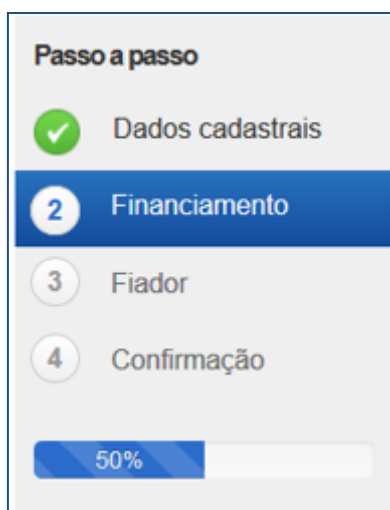 Passo a passo
Dados cadastrais
2 Financiamento
3 Fiador
4 Confirmação
50%